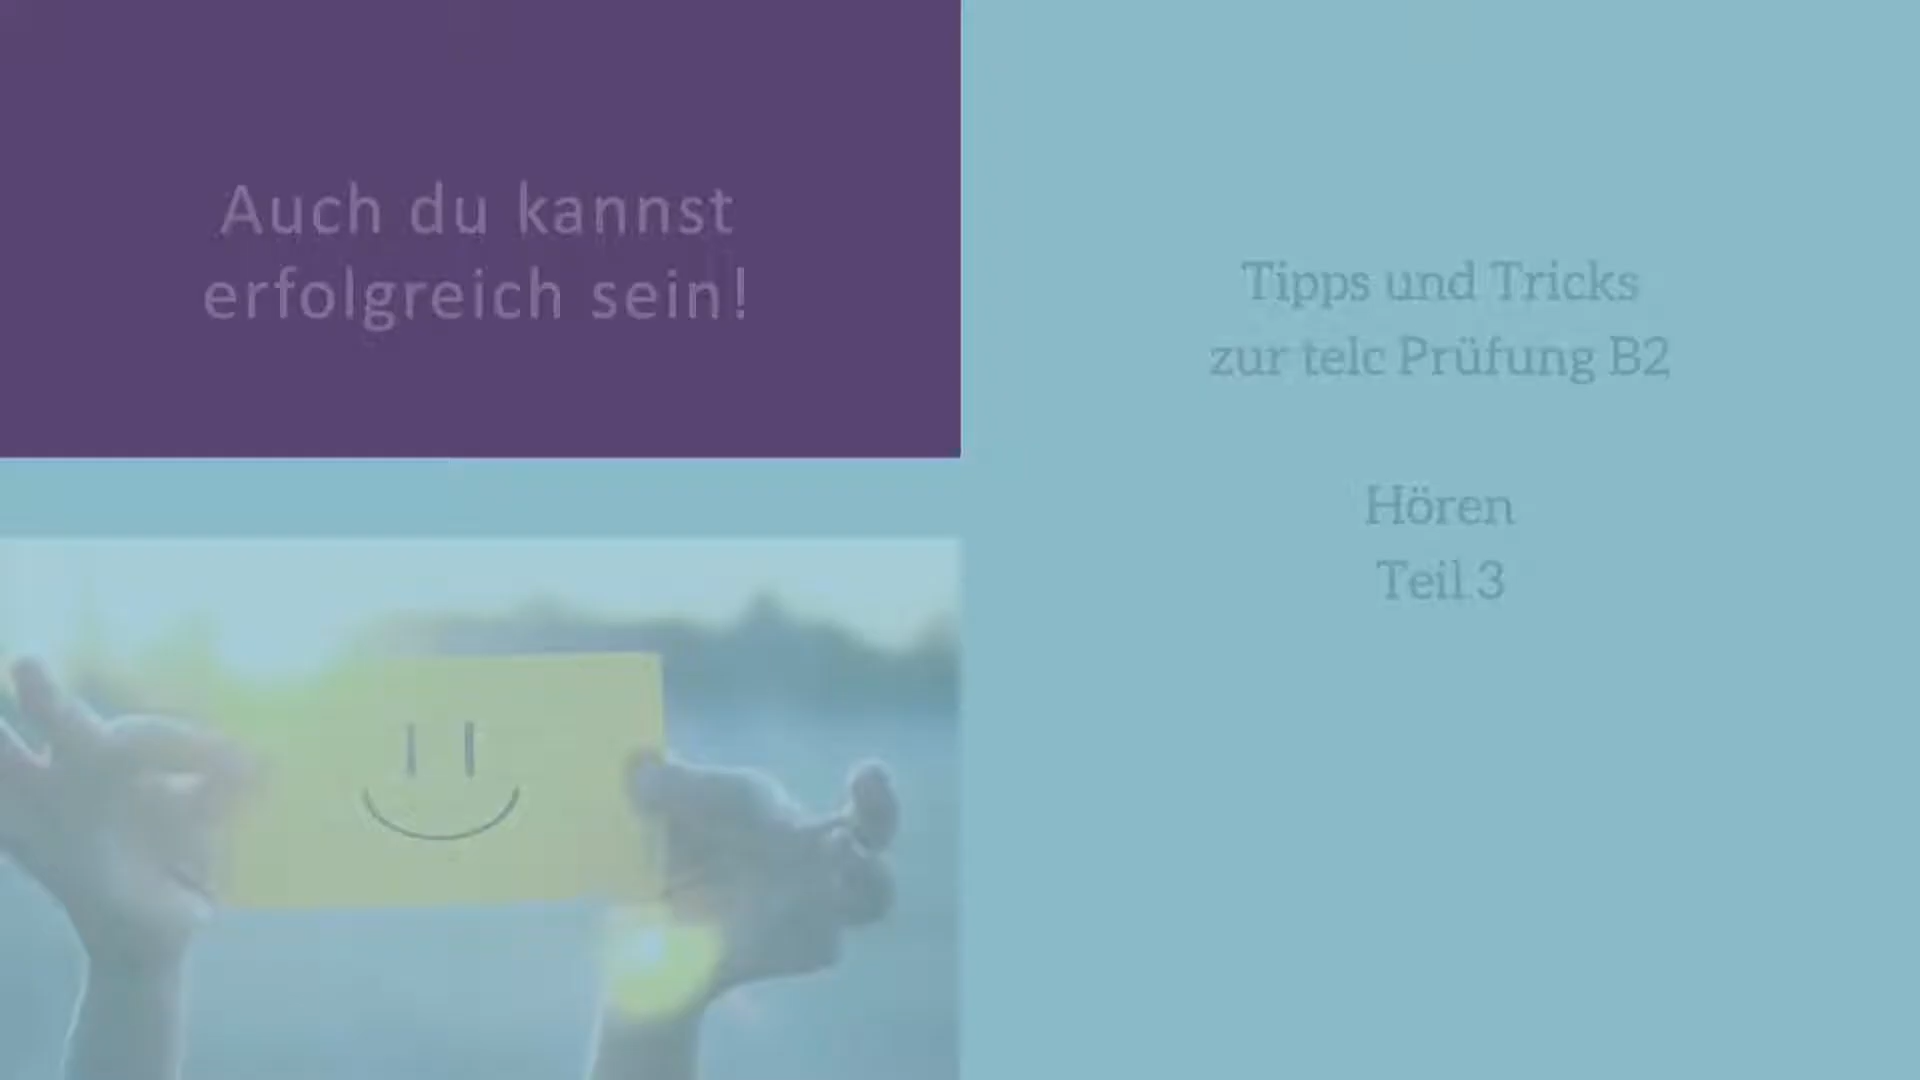 Auch du kannst
erfolgreich sein!
Tipps und Tricks
zur telc Prüfung B2
Hören
Teil 3